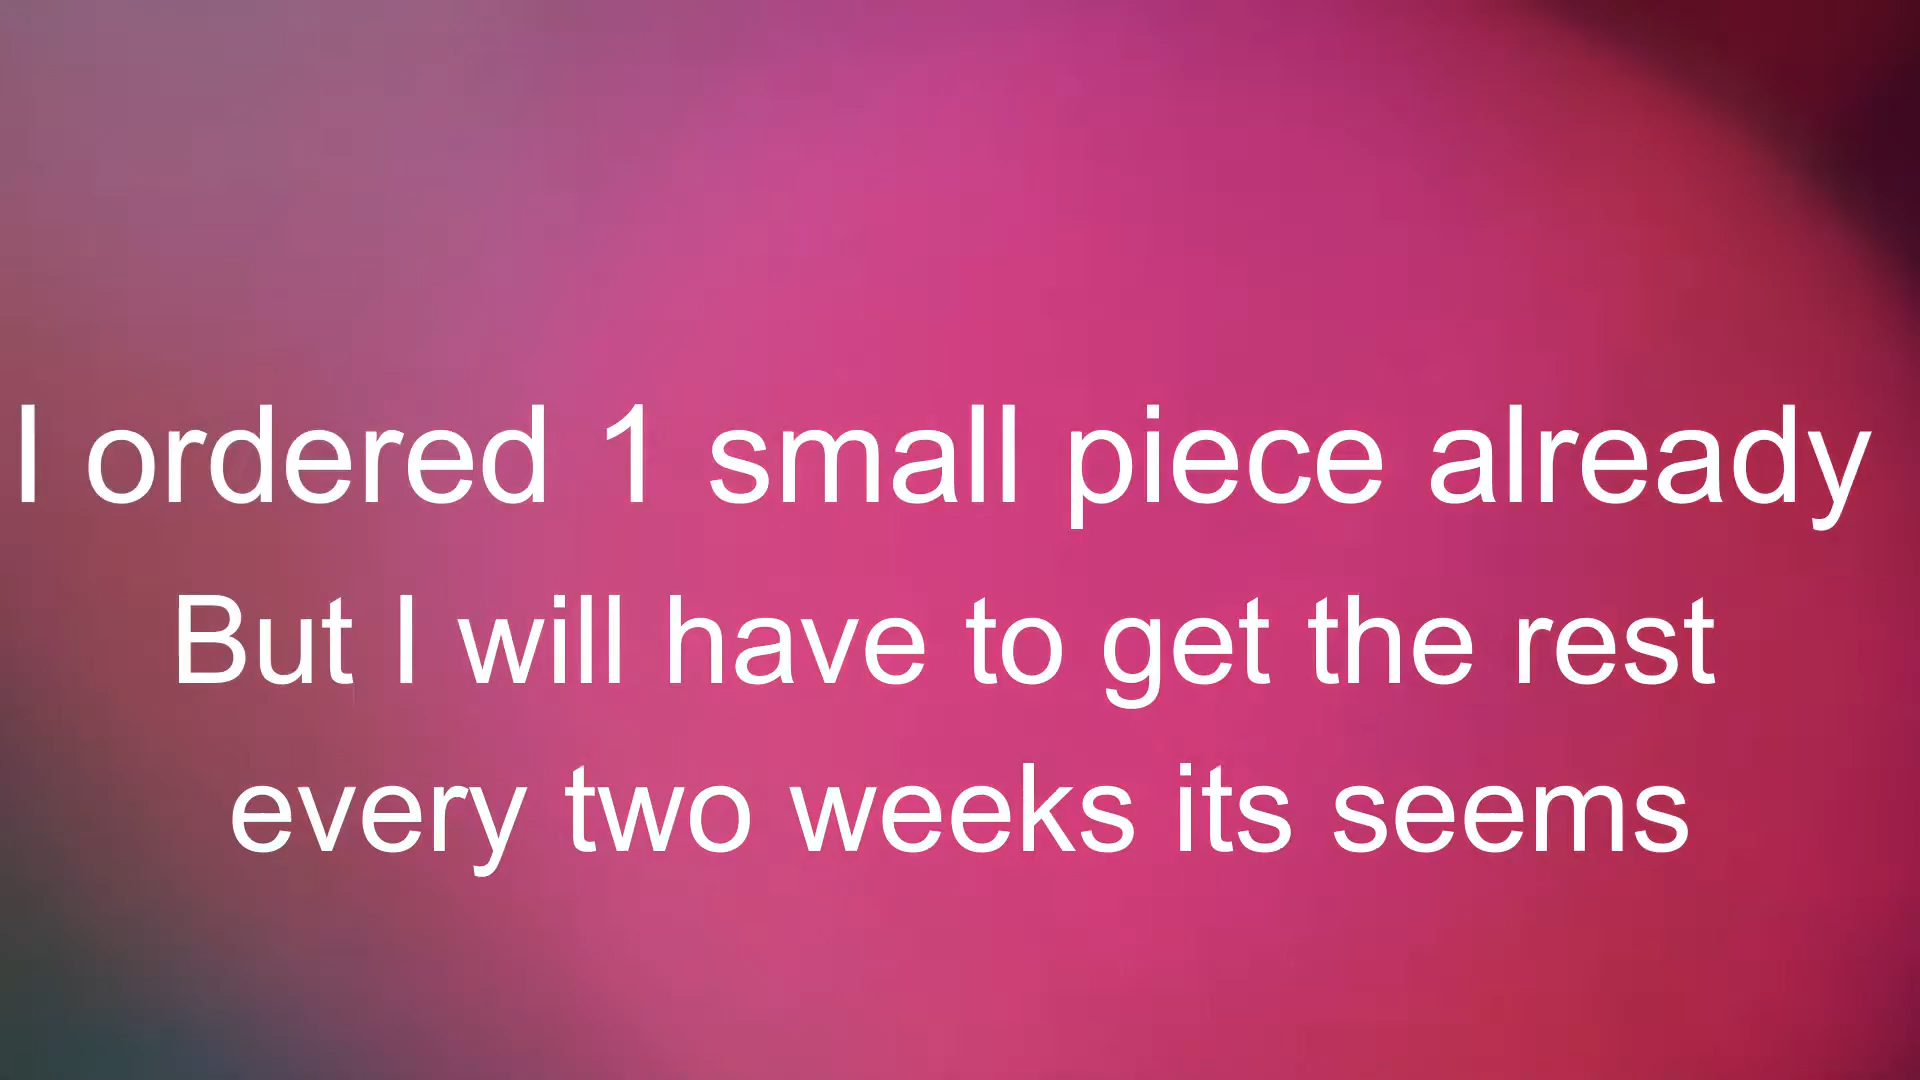 I ordered 1 small piece already
But I will have to get the rest
every two weeks its seems